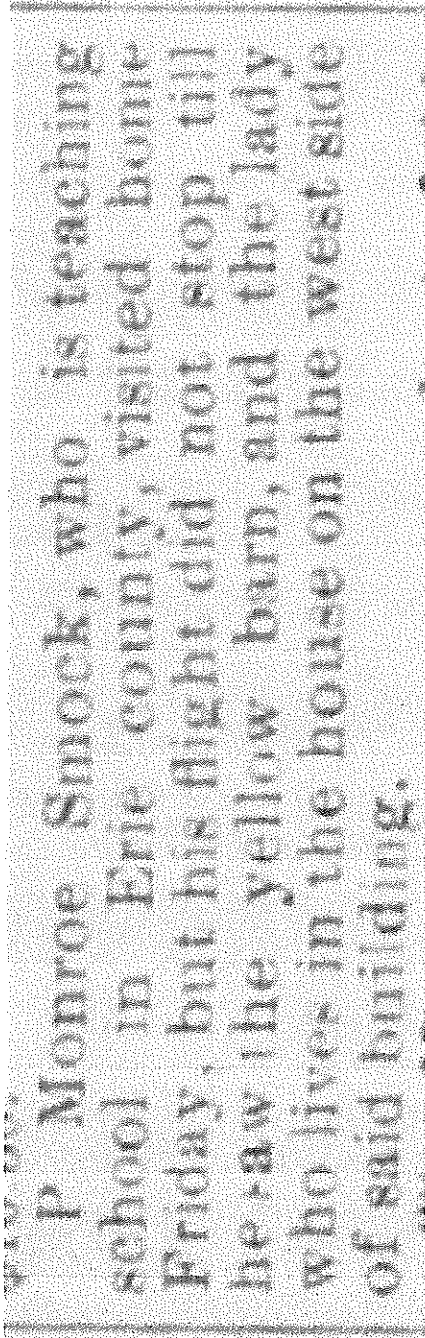 P Monroe Smock, who is teaching
school in Erie county, visited home
Friday, but his flight did not stop till
he saw the yellow barn, and the lady
who lives in the house on the west side
of said building.